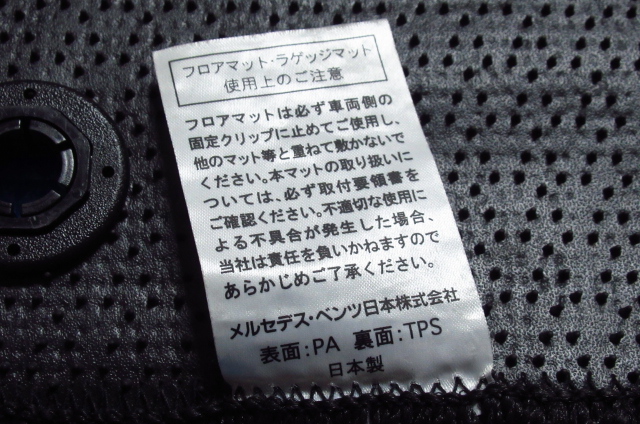 フロアマット・ラゲッジマット
使用上のご注意
フロアマットは必ず車両側の
固定クリップに止めてご使用し、
他のマット等と重ねて敷かないで
ください。本マットの取り扱いに
ついては、必ず取付要領書を
ご確認ください。不適切な使用に
よる不具合が発生した場合、
当社は責任を負いかねますので
あらかじめご了承ください。
メルセデス・ベンツ日本株式会社
表面:PA 裏面:TPS
日本製